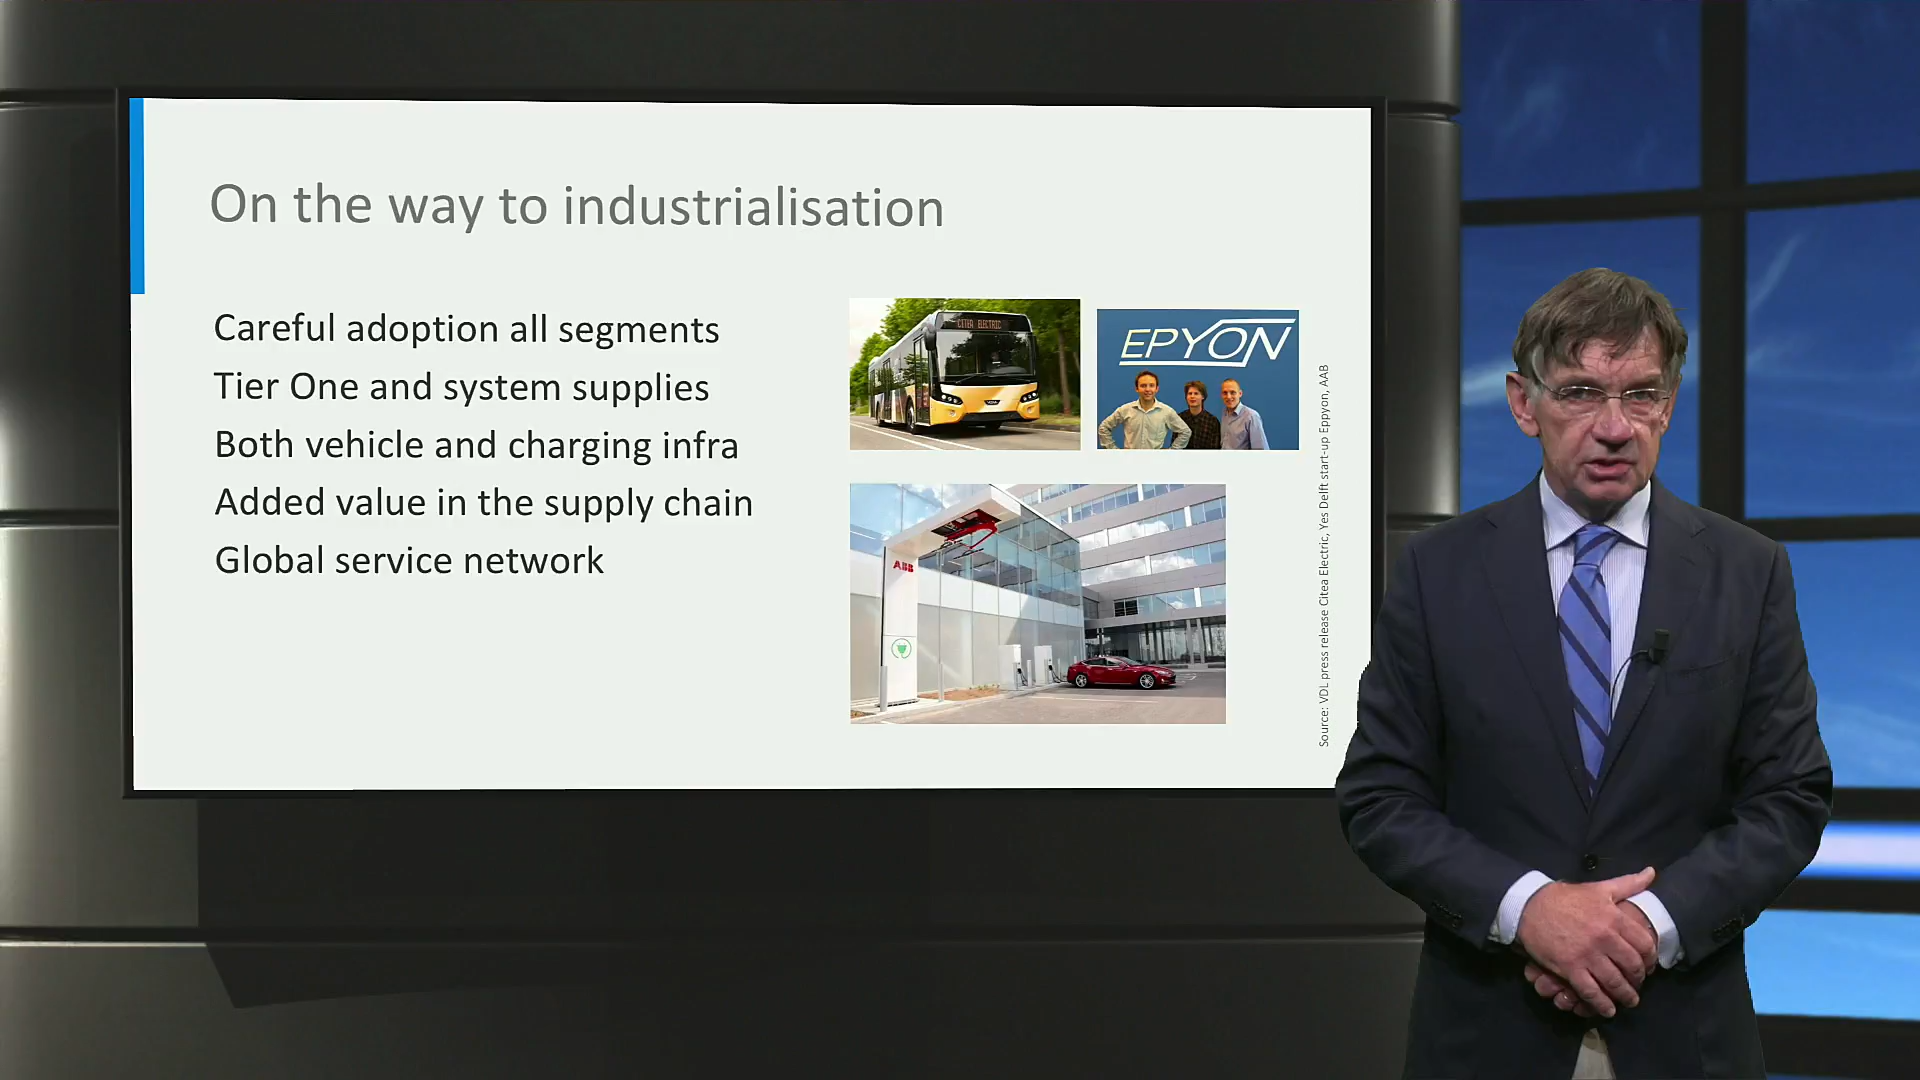 On the way to industrialisation
Careful adoption all segments
Tier One and system supplies
Both vehicle and charging infra
Added value in the supply chain
Global service network
CITEA ELECTRIC
EPYON
ABB
Source: VDL press release Citea Electric, Yes Delft start-up Eppyon, AAB